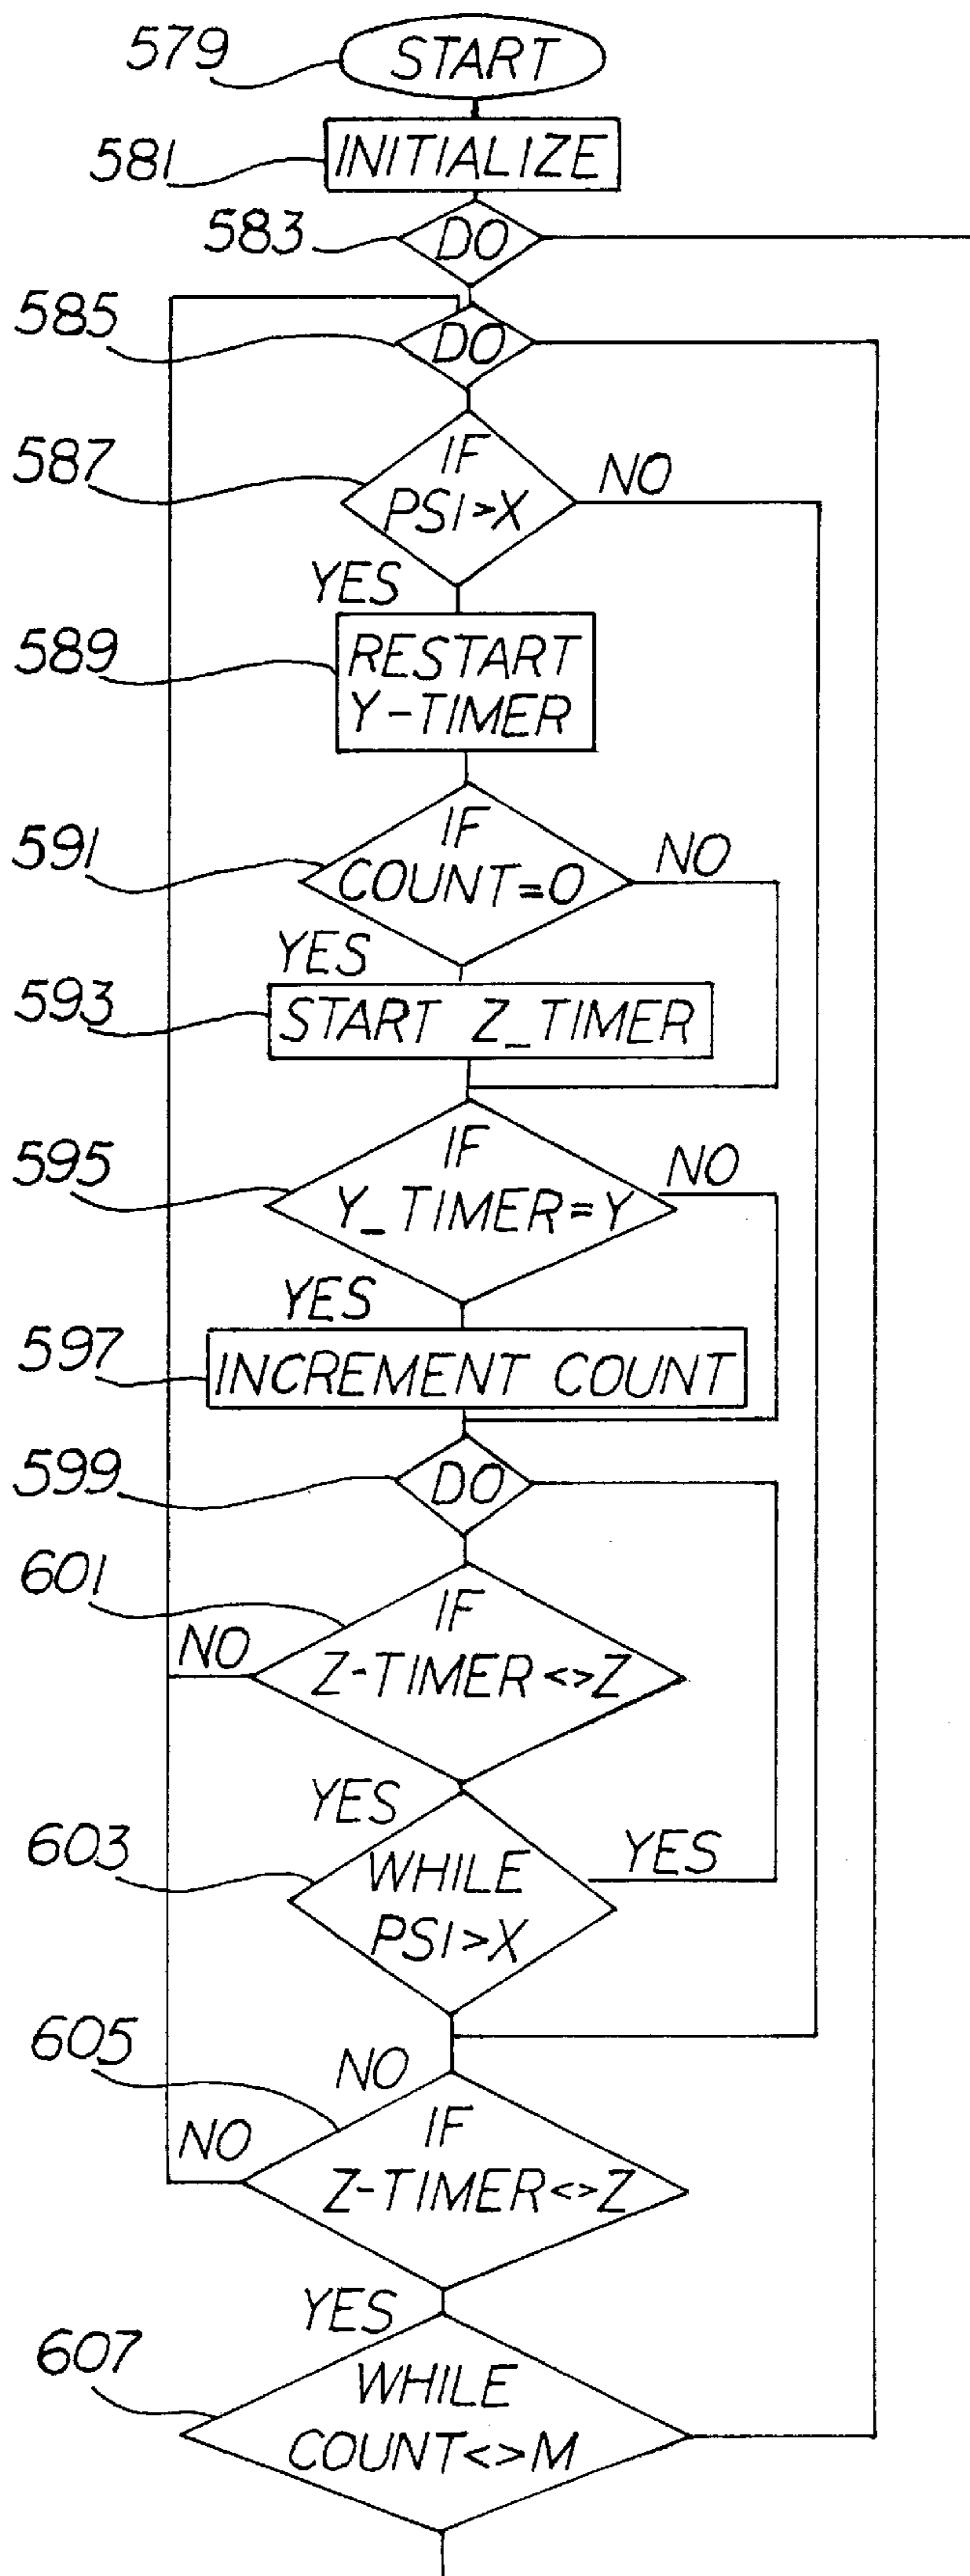 579
START
581
INITIALIZE
583
DO
585
DO
587
IF
PSI>X
NO
YES
589
RESTART
Y-TIMER
591
IF
COUNT=0
NO
YES
593
START Z_TIMER
595
IF
Y_TIMER=Y
NO
YES
597
INCREMENT COUNT
599
DO
601
IF
Z-TIMER<>Z
NO
YES
603
WHILE
PSI>X
YES
605
NO
NO
IF
Z-TIMER<>Z
YES
607
WHILE
COUNT<>M